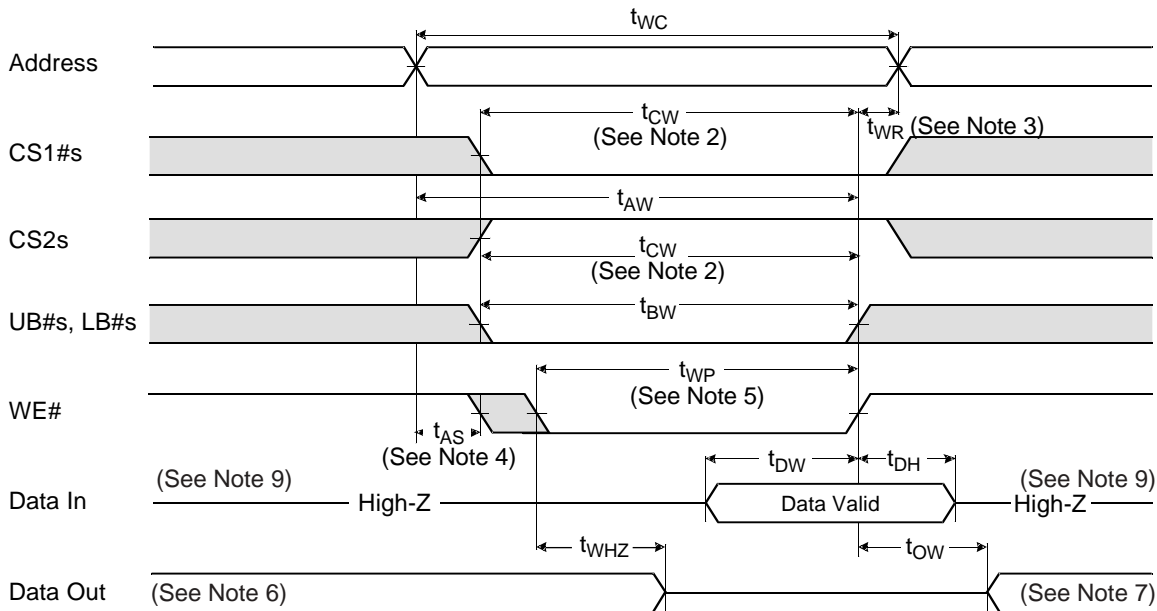 tWC
Address
tCW
(See Note 2)
tWR (See Note 3)
CS1#s
tAW
CS2s
tCW
(See Note 2)
UB#s, LB#s
tBW
tWP
(See Note 5)
WE#
tAS
(See Note 4)
tDW
tDH
(See Note 9)
(See Note 9)
Data In
High-Z
Data Valid
High-Z
tWHZ
tOW
Data Out
(See Note 6)
(See Note 7)